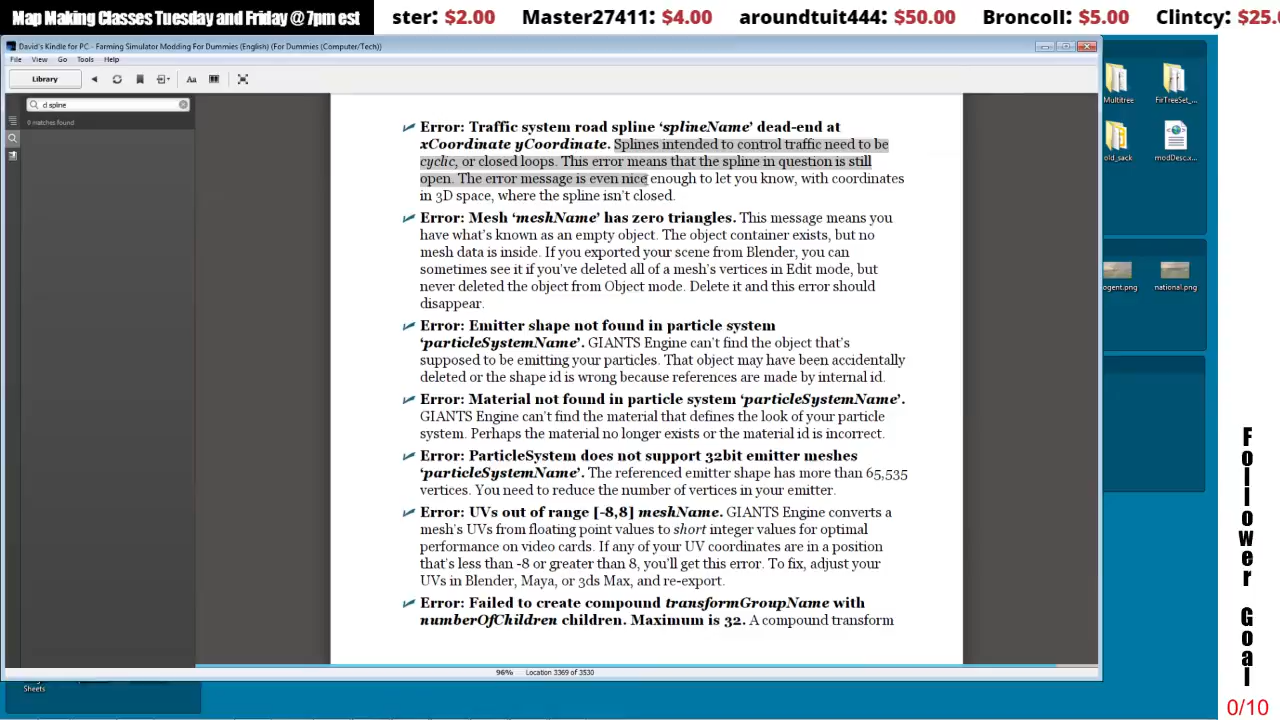 Map Making Classes Tuesday and Friday @ 7pm est
ster: $2.00 Master27411: $4.00 aroundtuit444: $50.00 Broncoll: $5.00 Clintcy: $25.0
David's Kindle for PC - Farming Simulator Modding For Dummies (English) (For Dummies (Computer/Tech))
File View Go Tools Help
Library
Aa
cl spline
0 matches found
Error: Traffic system road spline ‘splineName’ dead-end at
xCoordinate yCoordinate. Splines intended to control traffic need to be
cyclic, or closed loops. This error means that the spline in question is still
open. The error message is even nice enough to let you know, with coordinates
in 3D space, where the spline isn’t closed.
Error: Mesh ‘meshName’ has zero triangles. This message means you
have what’s known as an empty object. The object container exists, but no
mesh data is inside. If you exported your scene from Blender, you can
sometimes see it if you’ve deleted all of a mesh’s vertices in Edit mode, but
never deleted the object from Object mode. Delete it and this error should
disappear.
Error: Emitter shape not found in particle system
‘particleSystemName’. GIANTS Engine can’t find the object that’s
supposed to be emitting your particles. That object may have been accidentally
deleted or the shape id is wrong because references are made by internal id.
Error: Material not found in particle system ‘particleSystemName’.
GIANTS Engine can’t find the material that defines the look of your particle
system. Perhaps the material no longer exists or the material id is incorrect.
Error: ParticleSystem does not support 32bit emitter meshes
‘particleSystemName’. The referenced emitter shape has more than 65,535
vertices. You need to reduce the number of vertices in your emitter.
Error: UVs out of range [-8,8] meshName. GIANTS Engine converts a
mesh’s UVs from floating point values to short integer values for optimal
performance on video cards. If any of your UV coordinates are in a position
that’s less than -8 or greater than 8, you’ll get this error. To fix, adjust your
UVs in Blender, Maya, or 3ds Max, and re-export.
Error: Failed to create compound transformGroupName with
numberOfChildren children. Maximum is 32. A compound transform
96% Location 3369 of 3530
Multitree
FirTreeSet_...
old_sack
modDesc.x...
ogent.png
national.png
Sheets
Follower Goal
0/10